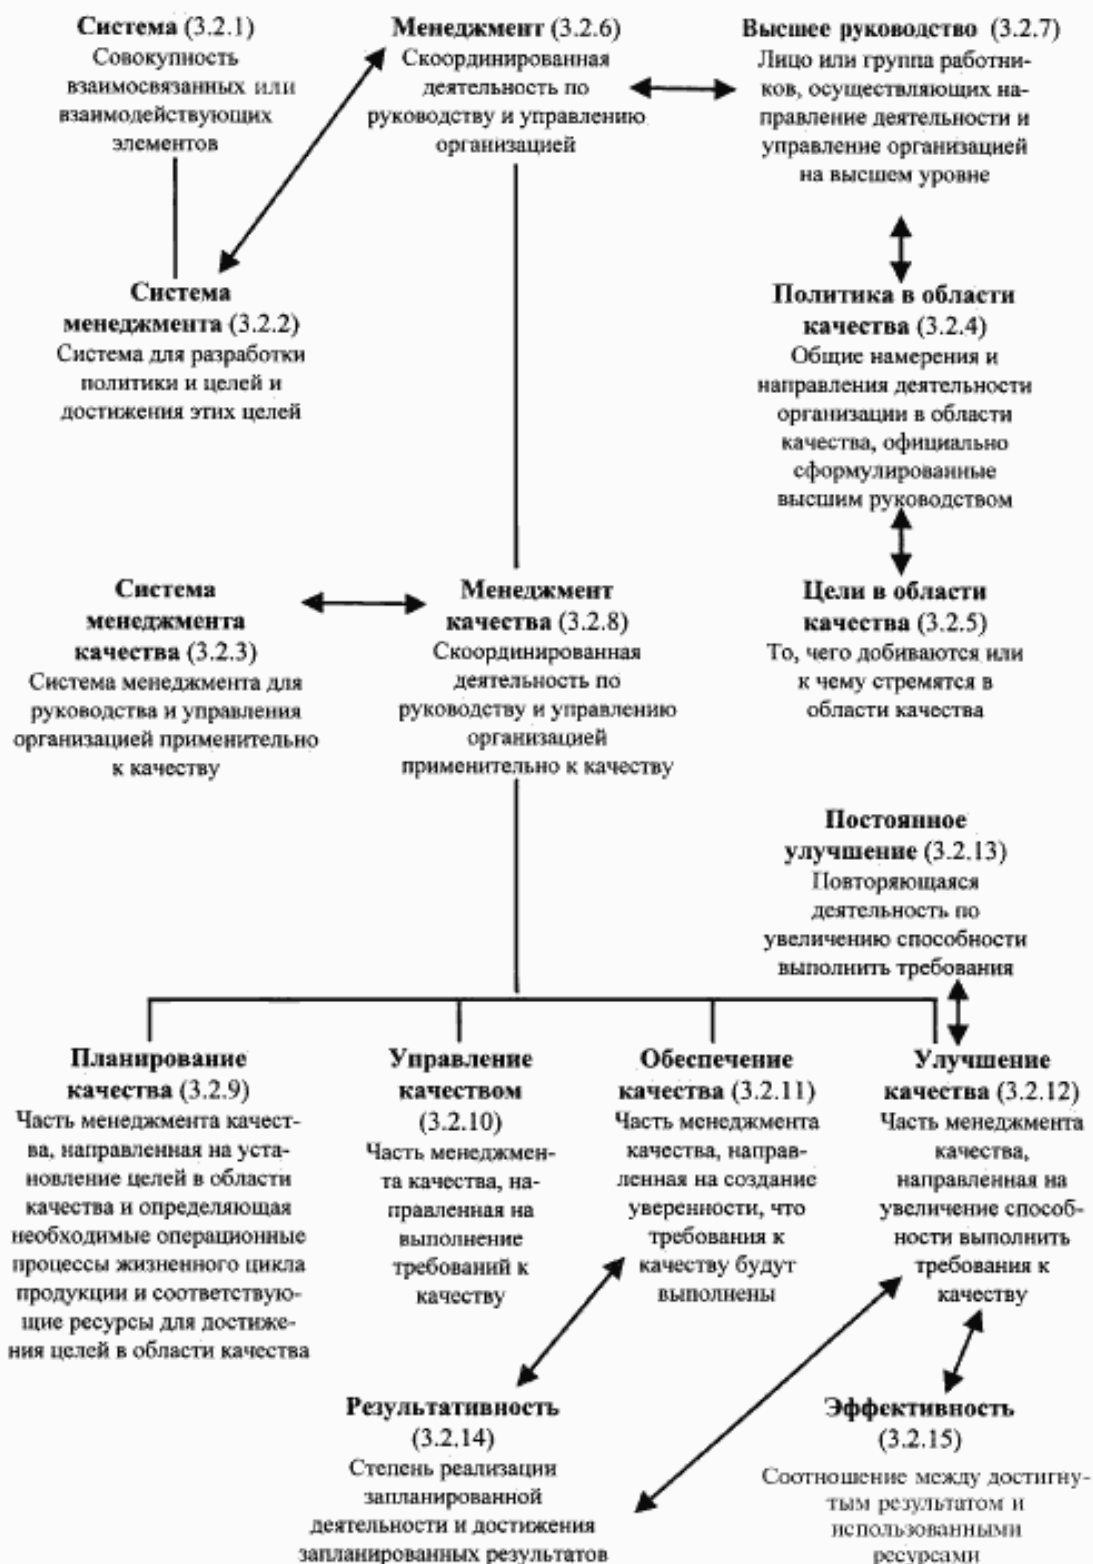 Система (3.2.1)
Совокупность
взаимосвязанных или
взаимодействующих
элементов
Менеджмент (3.2.6)
Скоординированная
деятельность по
руководству и управлению
организацией
Высшее руководство (3.2.7)
Лицо или группа работни-
ков, осуществляющих на-
правление деятельности и
управление организацией
на высшем уровне
Система
менеджмента (3.2.2)
Система для разработки
политики и целей и
достижения этих целей
Политика в области
качества (3.2.4)
Общие намерения и
направления деятельности
организации в области
качества, официально
сформулированные
высшим руководством
Система
менеджмента
качества (3.2.3)
Система менеджмента для
руководства и управления
организацией применительно
к качеству
Менеджмент
качества (3.2.8)
Скоординированная
деятельность по
руководству и управлению
организацией
применительно к качеству
Цели в области
качества (3.2.5)
То, чего добиваются или
к чему стремятся в
области качества
Постоянное
улучшение (3.2.13)
Повторяющаяся
деятельность по
увеличению способности
выполнить требования
Планирование
качества (3.2.9)
Часть менеджмента качест-
ва, направленная на уста-
новление целей в области
качества и определяющая
необходимые операционные
процессы жизненного цикла
продукции и соответствую-
щие ресурсы для достиже-
ния целей в области качества
Управление
качеством
(3.2.10)
Часть менеджмен-
та качества, на-
правленная на
выполнение
требований к
качеству
Обеспечение
качества (3.2.11)
Часть менеджмента
качества, направ-
ленная на создание
уверенности, что
требования к
качеству будут
выполнены
Улучшение
качества (3.2.12)
Часть менеджмента
качества,
направленная на
увеличение способ-
ности выполнить
требования к
качеству
Результативность
(3.2.14)
Степень реализации
запланированной
деятельности и достижения
запланированных результатов
Эффективность
(3.2.15)
Соотношение между достигну-
тым результатом и
использованными
ресурсами